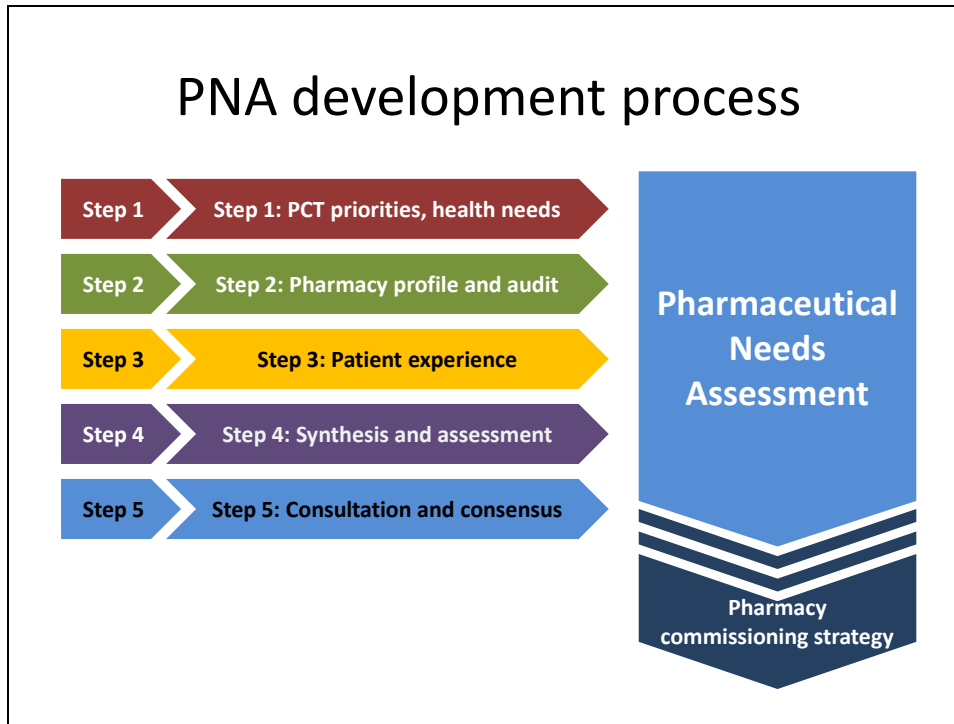 PNA development process
Step 1
Step 1: PCT priorities, health needs
Step 2
Step 2: Pharmacy profile and audit
Step 3
Step 3: Patient experience
Step 4
Step 4: Synthesis and assessment
Step 5
Step 5: Consultation and consensus
Pharmaceutical
Needs
Assessment
Pharmacy
commissioning strategy